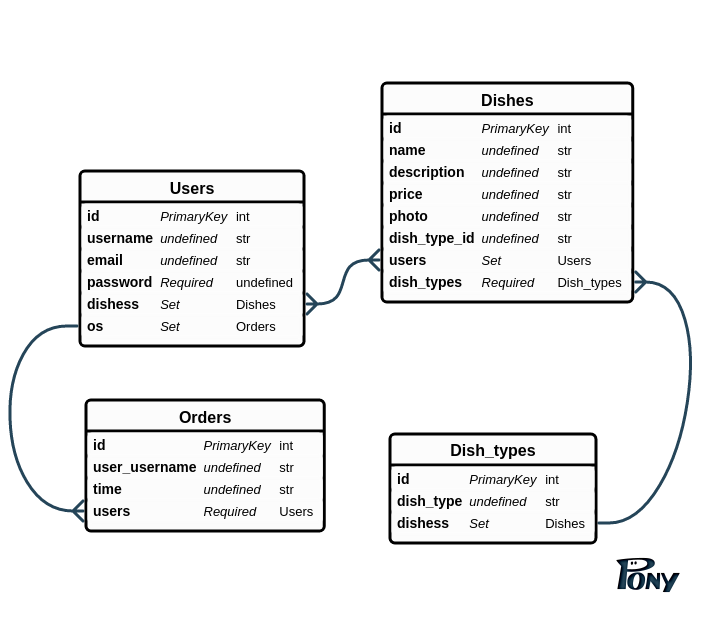 Users
id PrimaryKey int
username undefined str
email undefined str
password Required undefined
dishess Set Dishes
os Set Orders
Dishes
id PrimaryKey int
name undefined str
description undefined str
price undefined str
photo undefined str
dish_type_id undefined str
users Set Users
dish_types Required Dish_types
Orders
id PrimaryKey int
user_username undefined str
time undefined str
users Required Users
Dish_types
id PrimaryKey int
dish_type undefined str
dishess Set Dishes
Pony